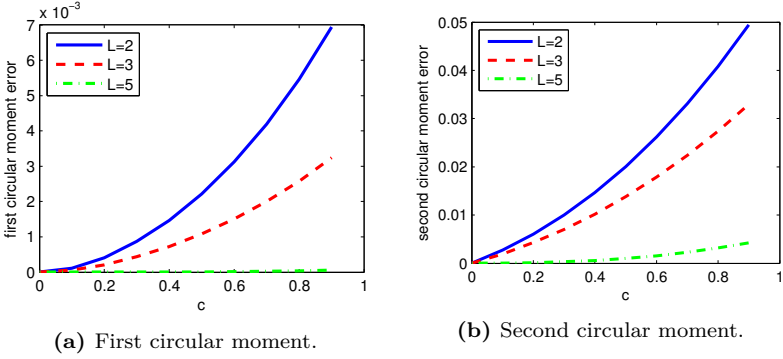 x 10⁻³
7
6
5
4
3
2
1
0
first circular moment error
L=2
L=3
L=5
0 0.2 0.4 0.6 0.8 1
c
(a) First circular moment.
0.05
0.04
0.03
0.02
0.01
0
second circular moment error
L=2
L=3
L=5
0 0.2 0.4 0.6 0.8 1
c
(b) Second circular moment.